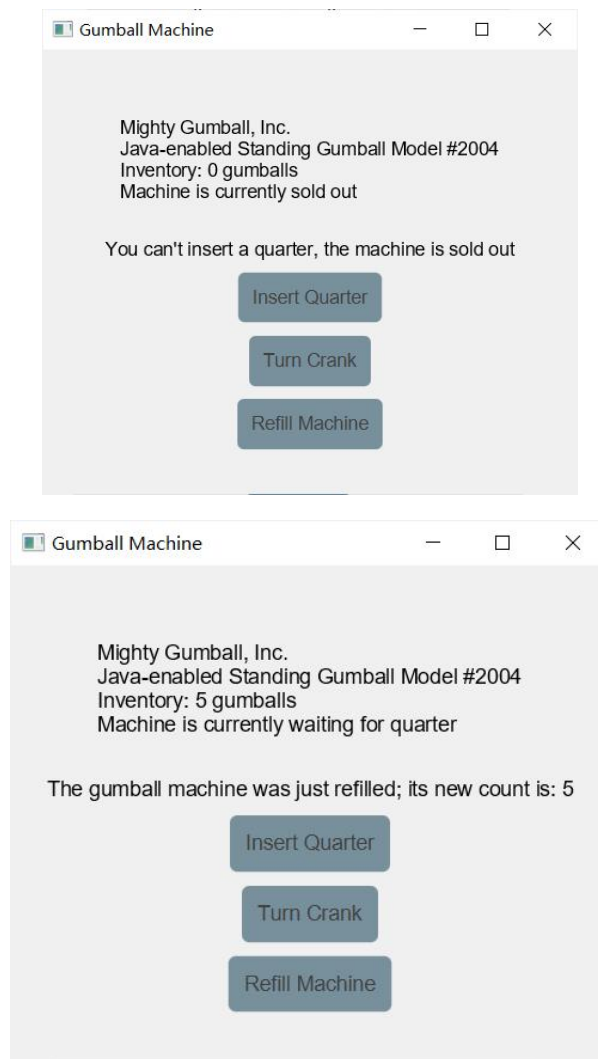 Gumball Machine
Mighty Gumball, Inc.
Java-enabled Standing Gumball Model #2004
Inventory: 0 gumballs
Machine is currently sold out
You can't insert a quarter, the machine is sold out
Insert Quarter
Turn Crank
Refill Machine
Gumball Machine
Mighty Gumball, Inc.
Java-enabled Standing Gumball Model #2004
Inventory: 5 gumballs
Machine is currently waiting for quarter
The gumball machine was just refilled; its new count is: 5
Insert Quarter
Turn Crank
Refill Machine